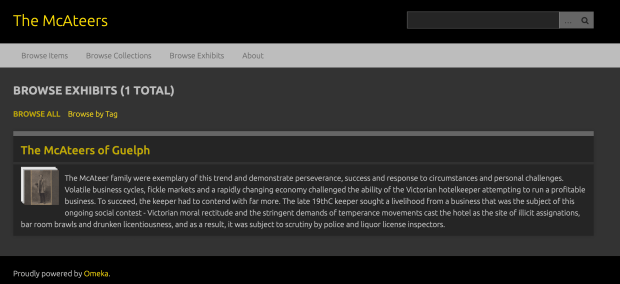 The McAteers
...
Browse Items Browse Collections Browse Exhibits About
BROWSE EXHIBITS (1 TOTAL)
BROWSE ALL Browse by Tag
The McAteers of Guelph
The McAteer family were exemplary of this trend and demonstrate perseverance, success and response to circumstances and personal challenges.
Volatile business cycles, fickle markets and a rapidly changing economy challenged the ability of the Victorian hotelkeeper attempting to run a profitable
business. To succeed, the keeper had to contend with far more. The late 19thC keeper sought a livelihood from a business that was the subject of this
ongoing social contest - Victorian moral rectitude and the stringent demands of temperance movements cast the hotel as the site of illicit assignations,
bar room brawls and drunken licentiousness, and as a result, it was subject to scrutiny by police and liquor license inspectors.
Proudly powered by Omeka.